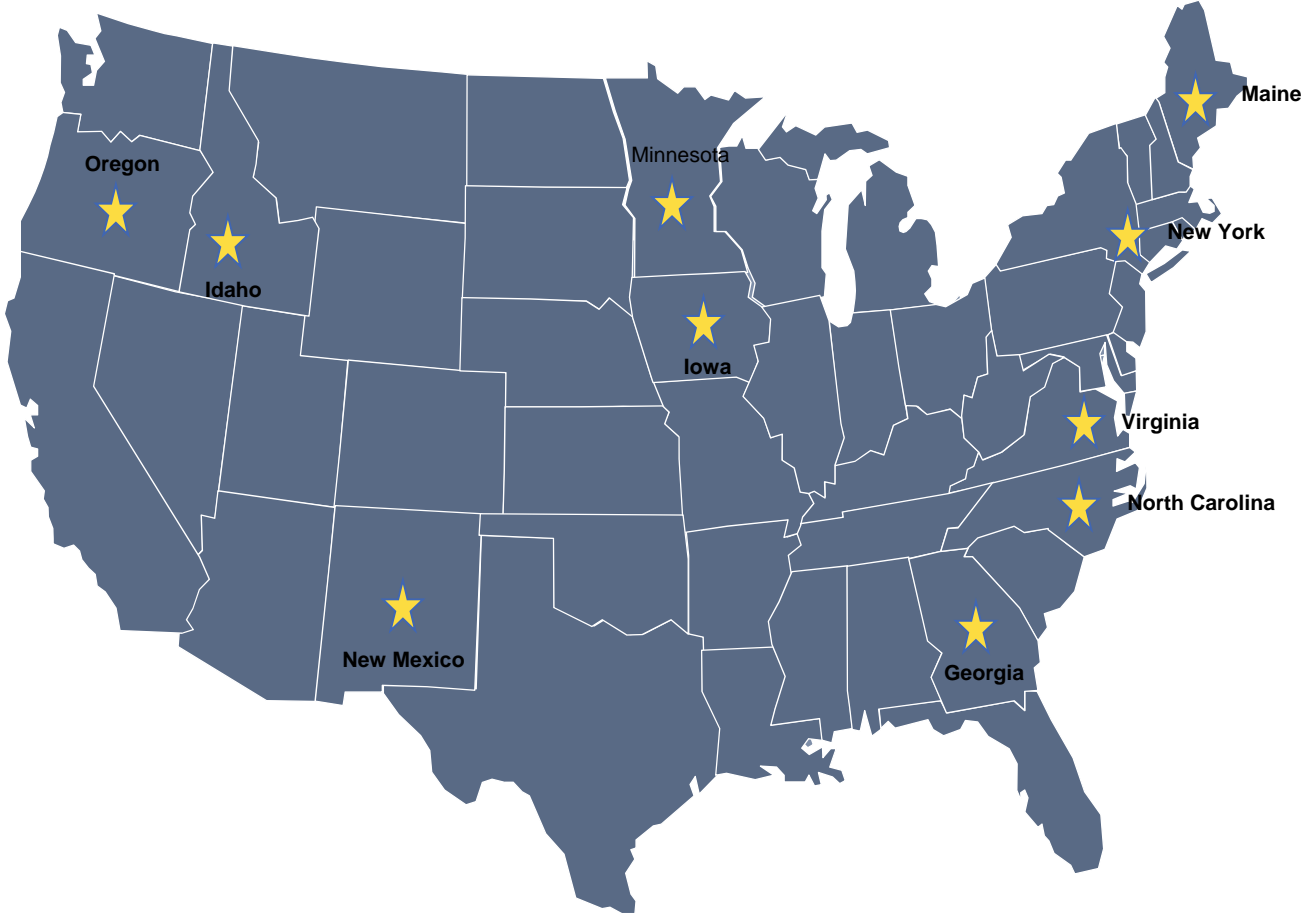 Maine
Minnesota
Oregon
New York
Idaho
Iowa
Virginia
North Carolina
New Mexico
Georgia